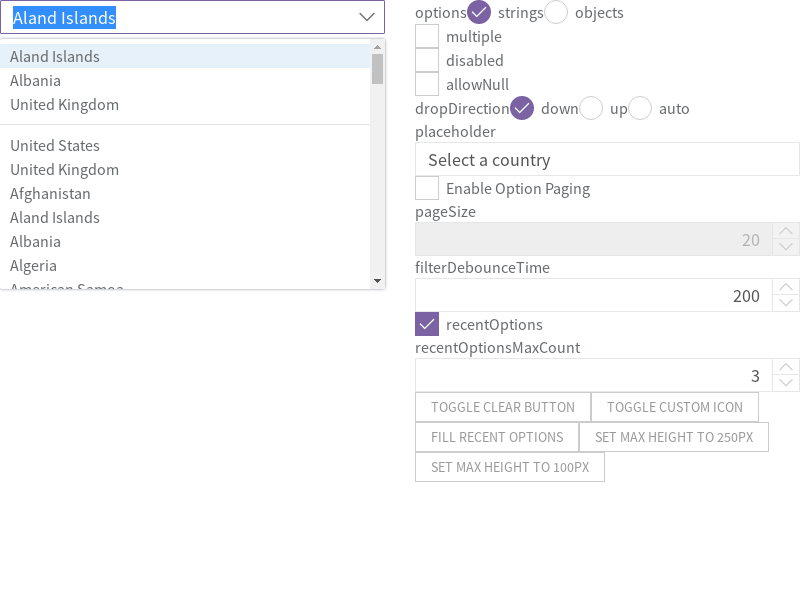 Aland Islands
Aland Islands
Albania
United Kingdom
United States
United Kingdom
Afghanistan
Aland Islands
Albania
Algeria
American Samoa
options strings objects
multiple
disabled
allowNull
dropDirection down up auto
placeholder
Select a country
Enable Option Paging
pageSize
20
filterDebounceTime
200
recentOptions
recentOptionsMaxCount
3
TOGGLE CLEAR BUTTON TOGGLE CUSTOM ICON
FILL RECENT OPTIONS SET MAX HEIGHT TO 250PX
SET MAX HEIGHT TO 100PX